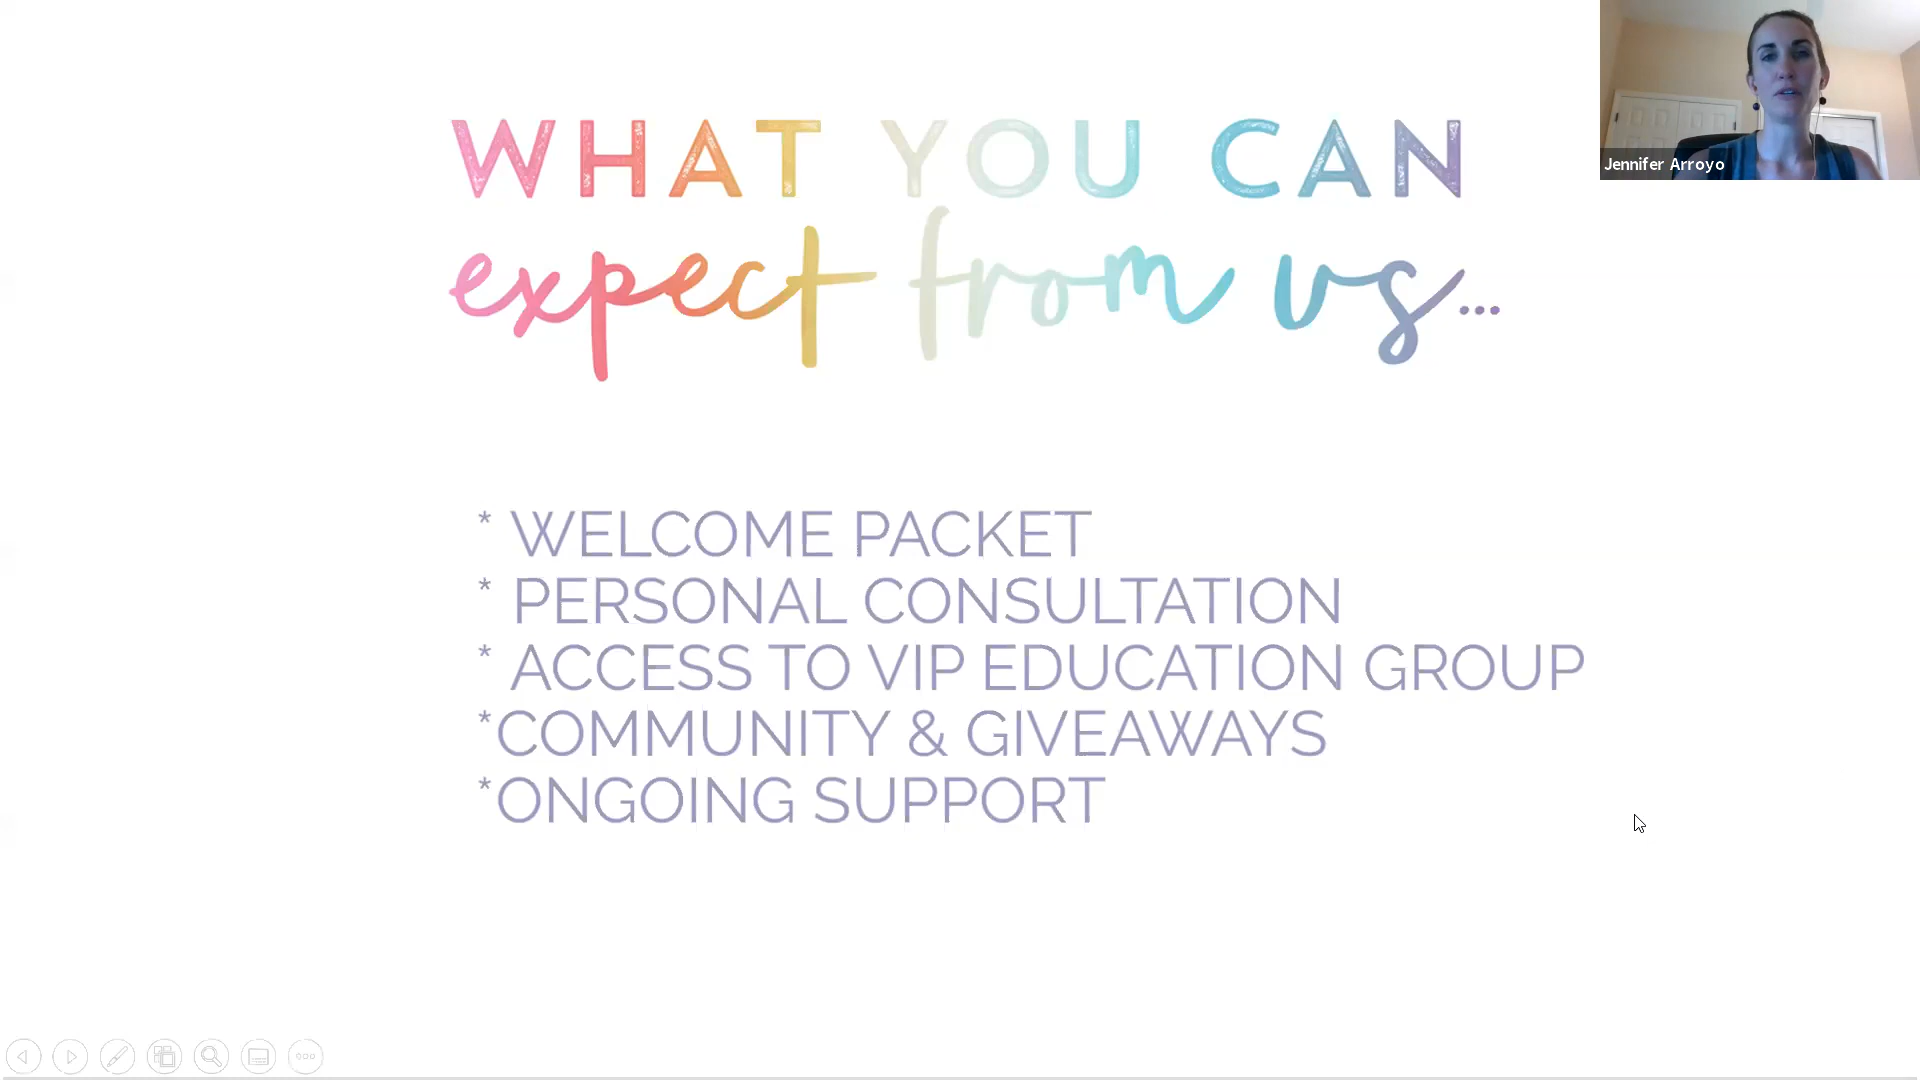 WHAT YOU CAN
expect from us...
* WELCOME PACKET
* PERSONAL CONSULTATION
* ACCESS TO VIP EDUCATION GROUP
*COMMUNITY & GIVEAWAYS
*ONGOING SUPPORT
Jennifer Arroyo